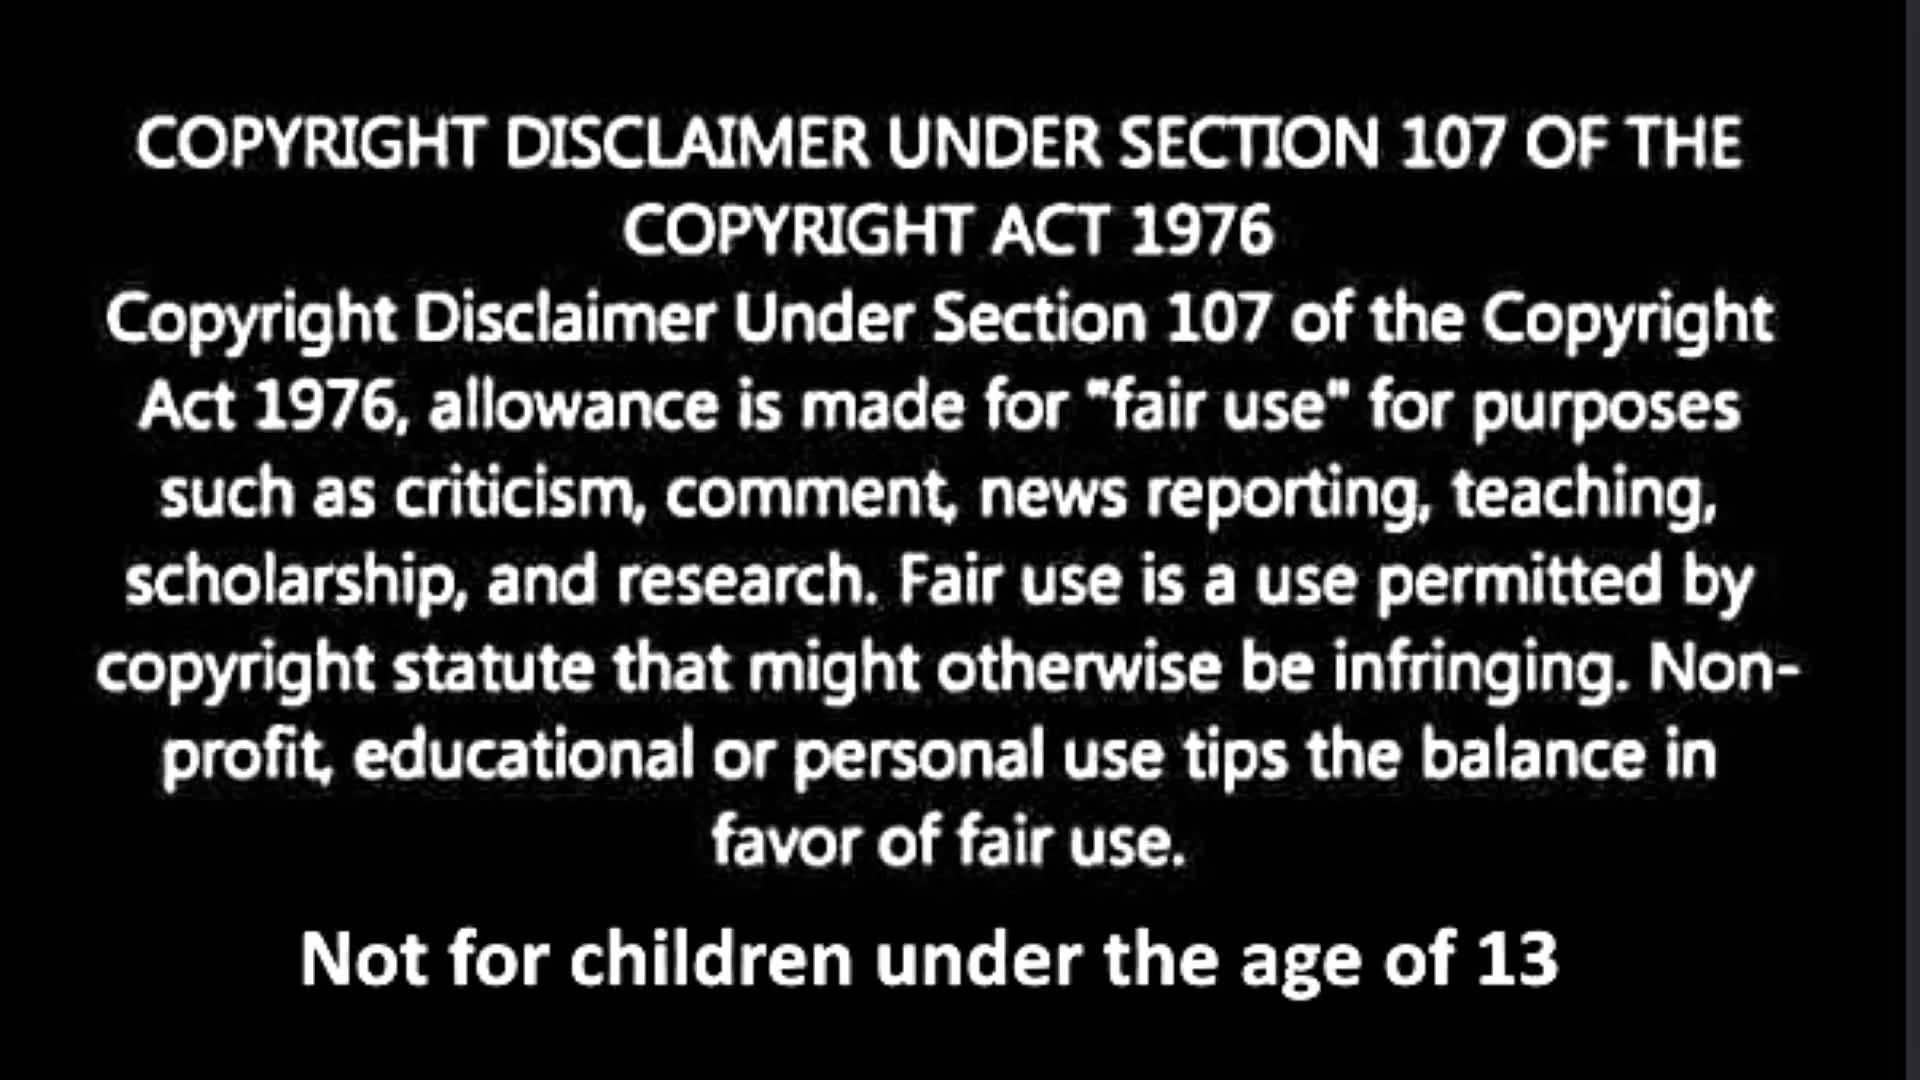 COPYRIGHT DISCLAIMER UNDER SECTION 107 OF THE
COPYRIGHT ACT 1976
Copyright Disclaimer Under Section 107 of the Copyright
Act 1976, allowance is made for "fair use" for purposes
such as criticism, comment, news reporting, teaching,
scholarship, and research. Fair use is a use permitted by
copyright statute that might otherwise be infringing. Non-
profit, educational or personal use tips the balance in
favor of fair use.
Not for children under the age of 13